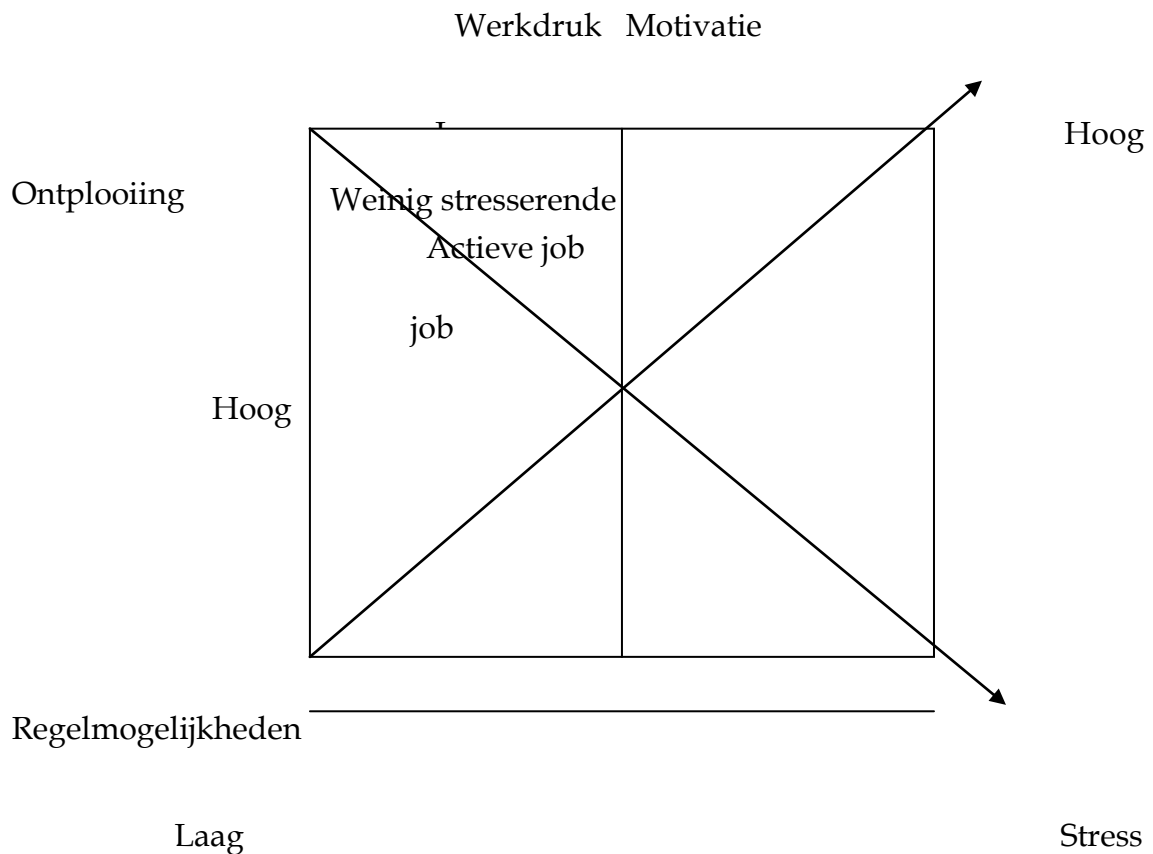 Werkdruk Motivatie
Hoog
Ontplooiing
Weinig stresserende
Actieve job
job
Hoog
Regelmogelijkheden
Laag
Stress